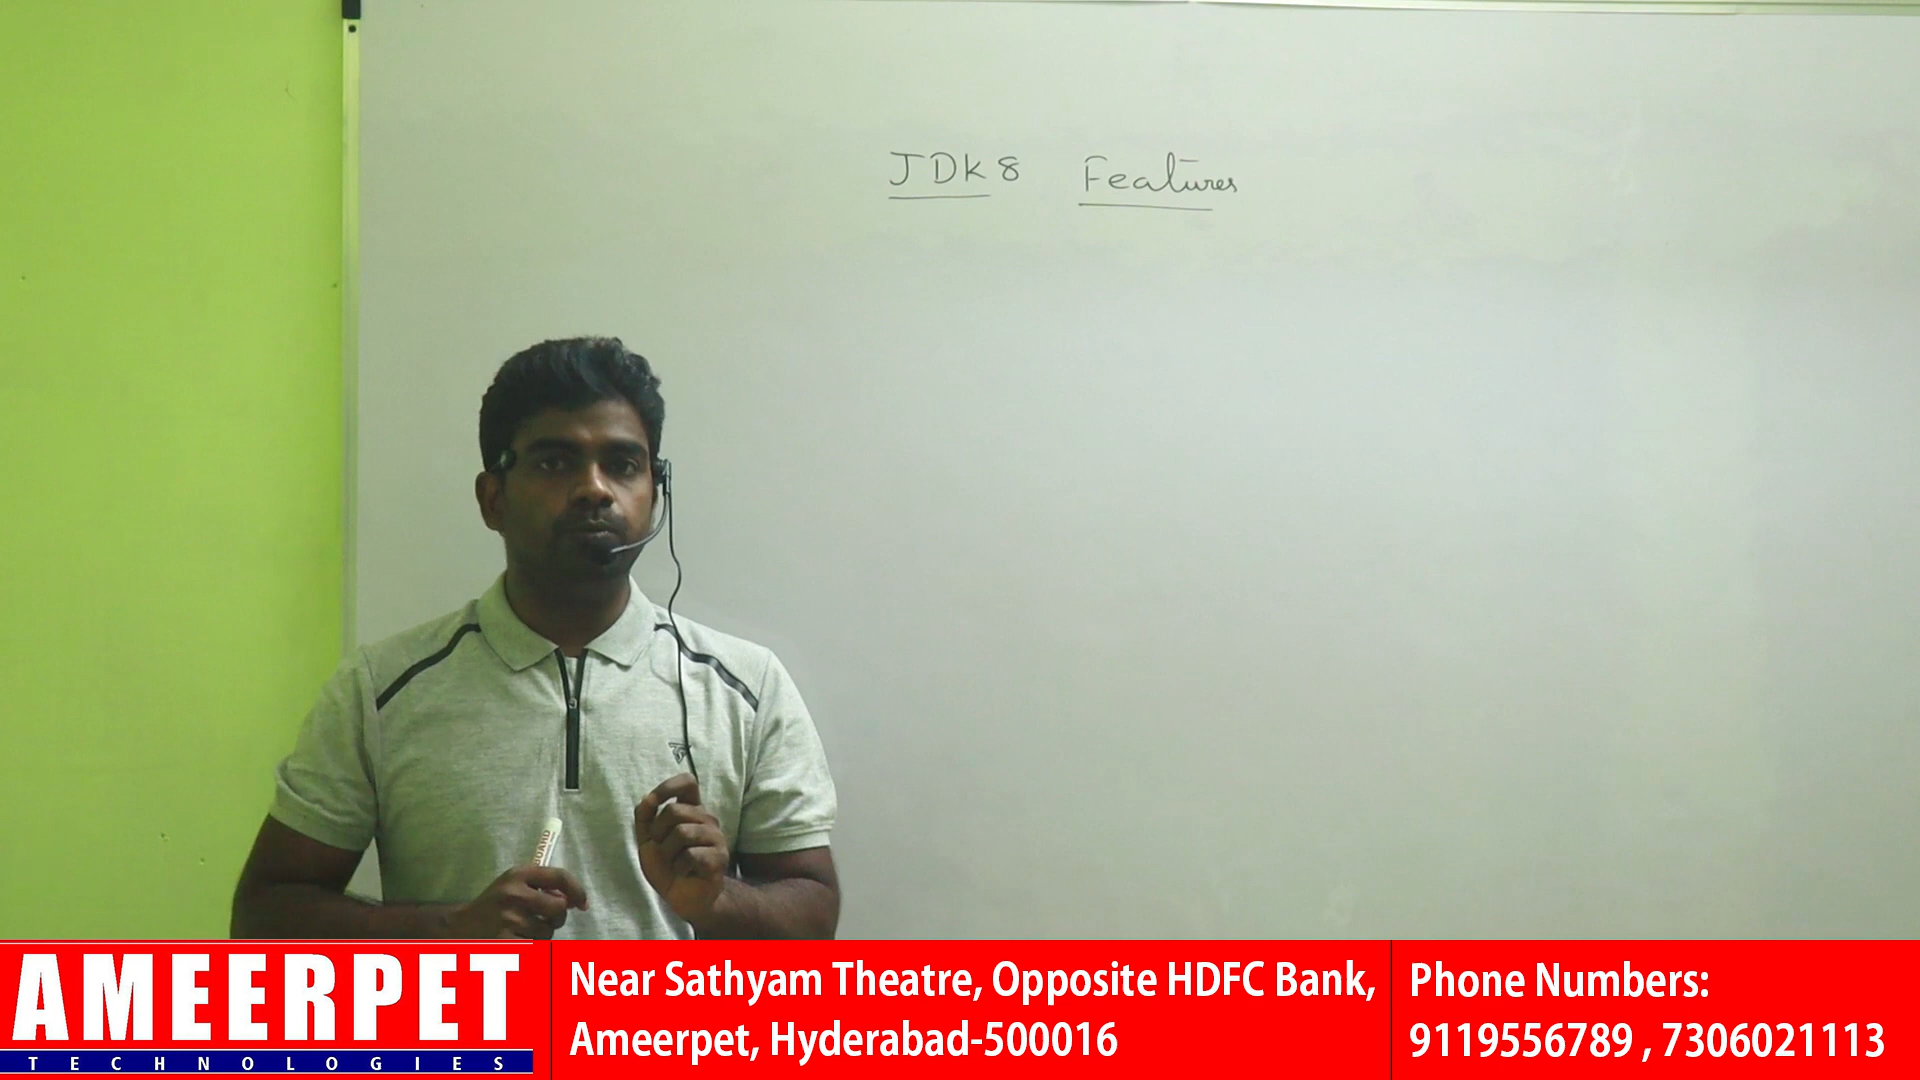 JDK8 Features
AMEERPET
TECHNOLOGIES
Near Sathyam Theatre, Opposite HDFC Bank,
Ameerpet, Hyderabad-500016
Phone Numbers:
9119556789 , 7306021113